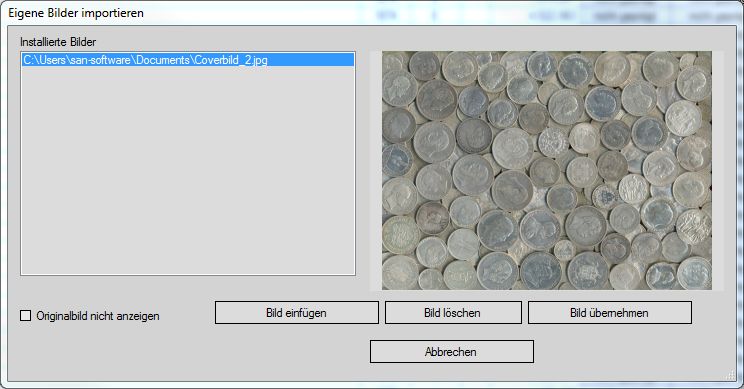 Eigene Bilder importieren
Installierte Bilder
C:\Users\san-software\Documents\Coverbild_2.jpg
Originalbild nicht anzeigen
Bild einfügen
Bild löschen
Bild übernehmen
Abbrechen